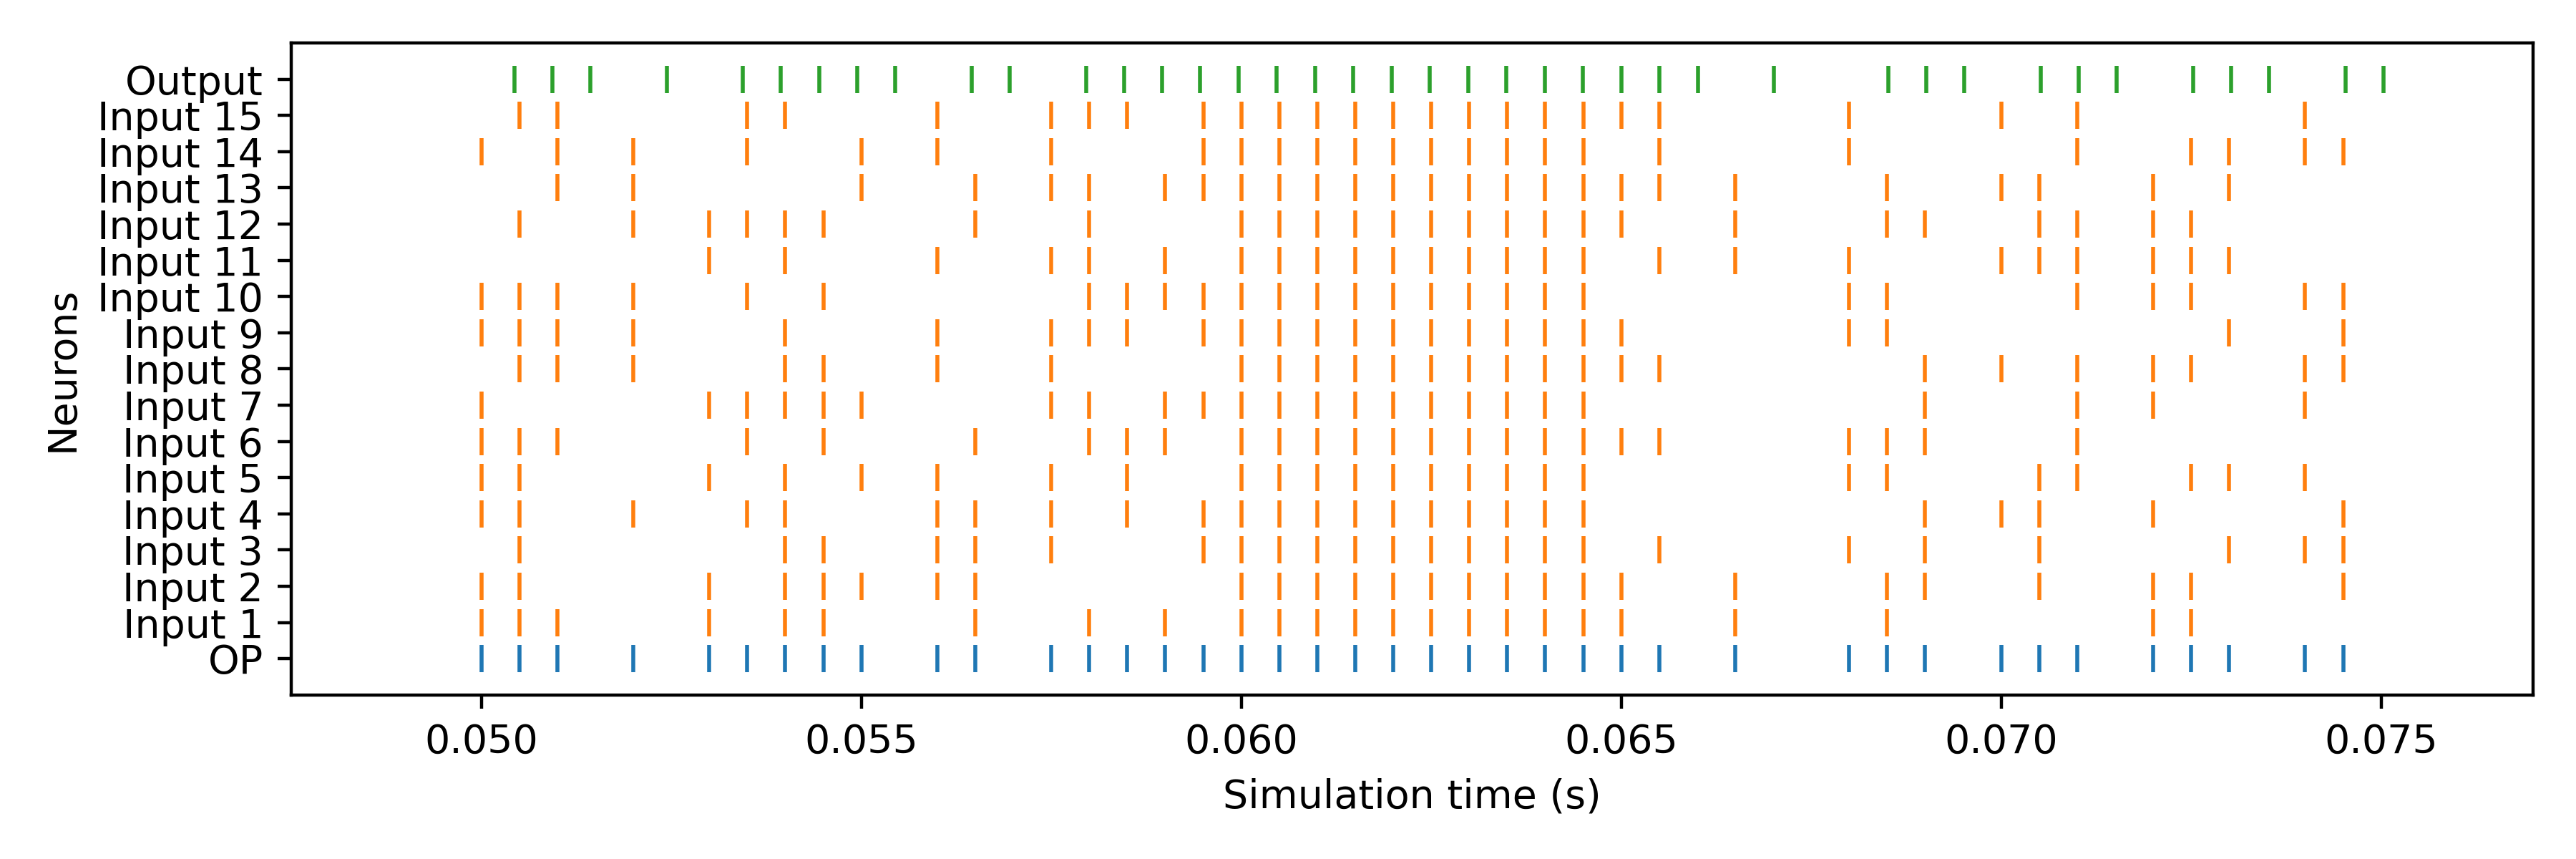 Output
Input 15
Input 14
Input 13
Input 12
Input 11
Input 10
Input 9
Input 8
Input 7
Input 6
Input 5
Input 4
Input 3
Input 2
Input 1
OP
Neurons
0.050 0.055 0.060 0.065 0.070 0.075
Simulation time (s)